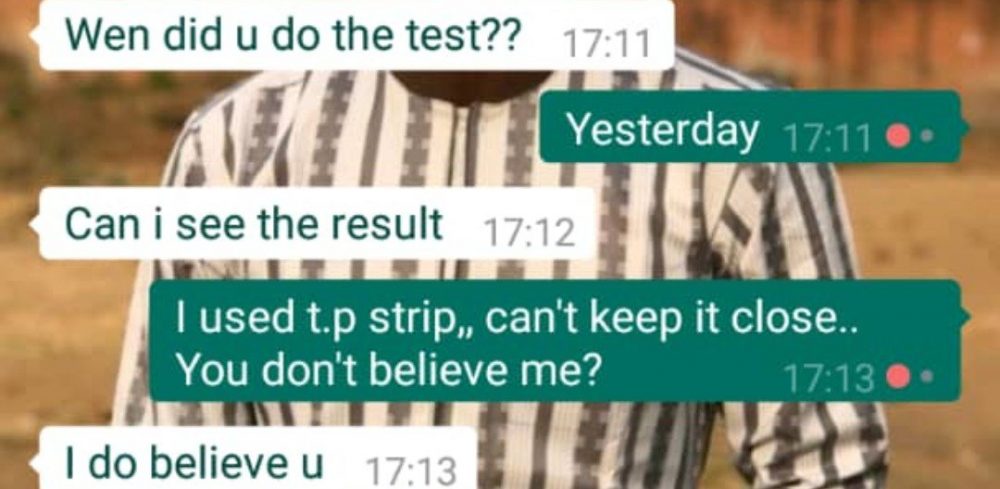 Wen did u do the test?? 17:11
Yesterday 17:11
Can i see the result 17:12
I used t.p strip,, can't keep it close..
You don't believe me? 17:13
I do believe u 17:13